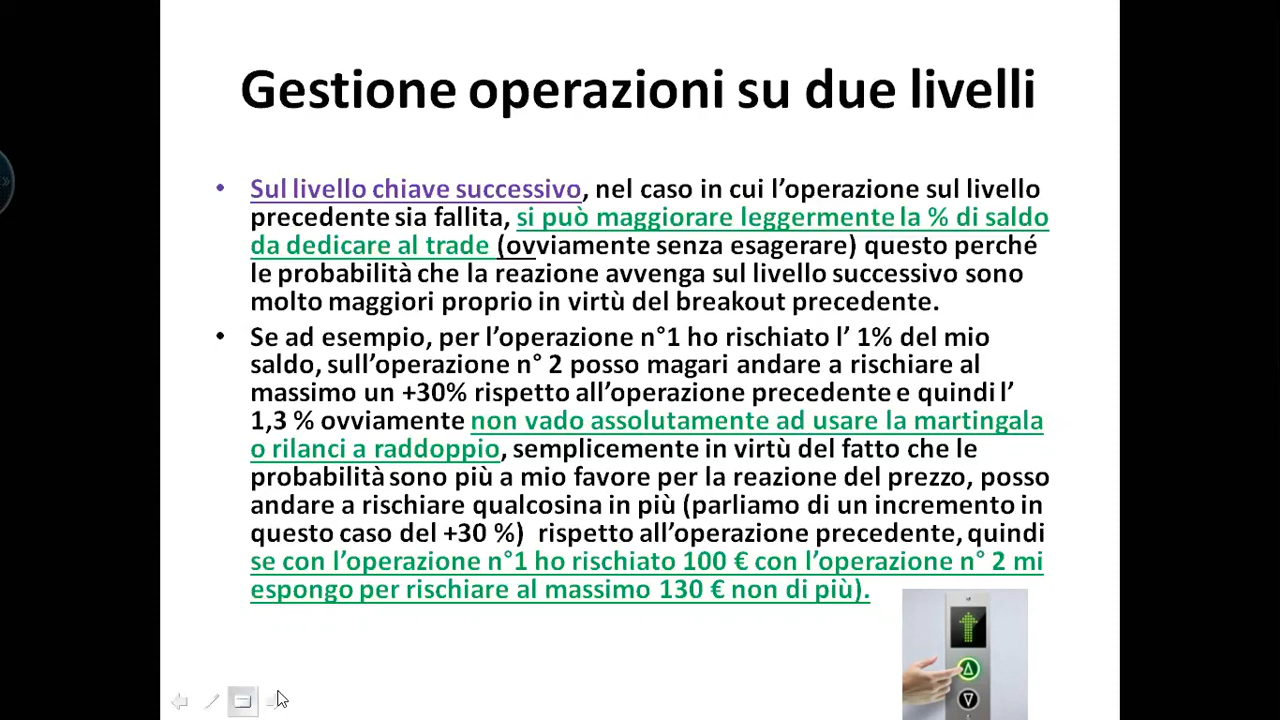 Gestione operazioni su due livelli
• Sul livello chiave successivo, nel caso in cui l’operazione sul livello
precedente sia fallita, si può maggiorare leggermente la % di saldo
da dedicare al trade (ovviamente senza esagerare) questo perché
le probabilità che la reazione avvenga sul livello successivo sono
molto maggiori proprio in virtù del breakout precedente.
• Se ad esempio, per l’operazione n°1 ho rischiato l’ 1% del mio
saldo, sull’operazione n° 2 posso magari andare a rischiare al
massimo un +30% rispetto all’operazione precedente e quindi l’
1,3 % ovviamente non vado assolutamente ad usare la martingala
o rilanci a raddoppio, semplicemente in virtù del fatto che le
probabilità sono più a mio favore per la reazione del prezzo, posso
andare a rischiare qualcosina in più (parliamo di un incremento in
questo caso del +30 %) rispetto all’operazione precedente, quindi
se con l’operazione n°1 ho rischiato 100 € con l’operazione n° 2 mi
espongo per rischiare al massimo 130 € non di più).